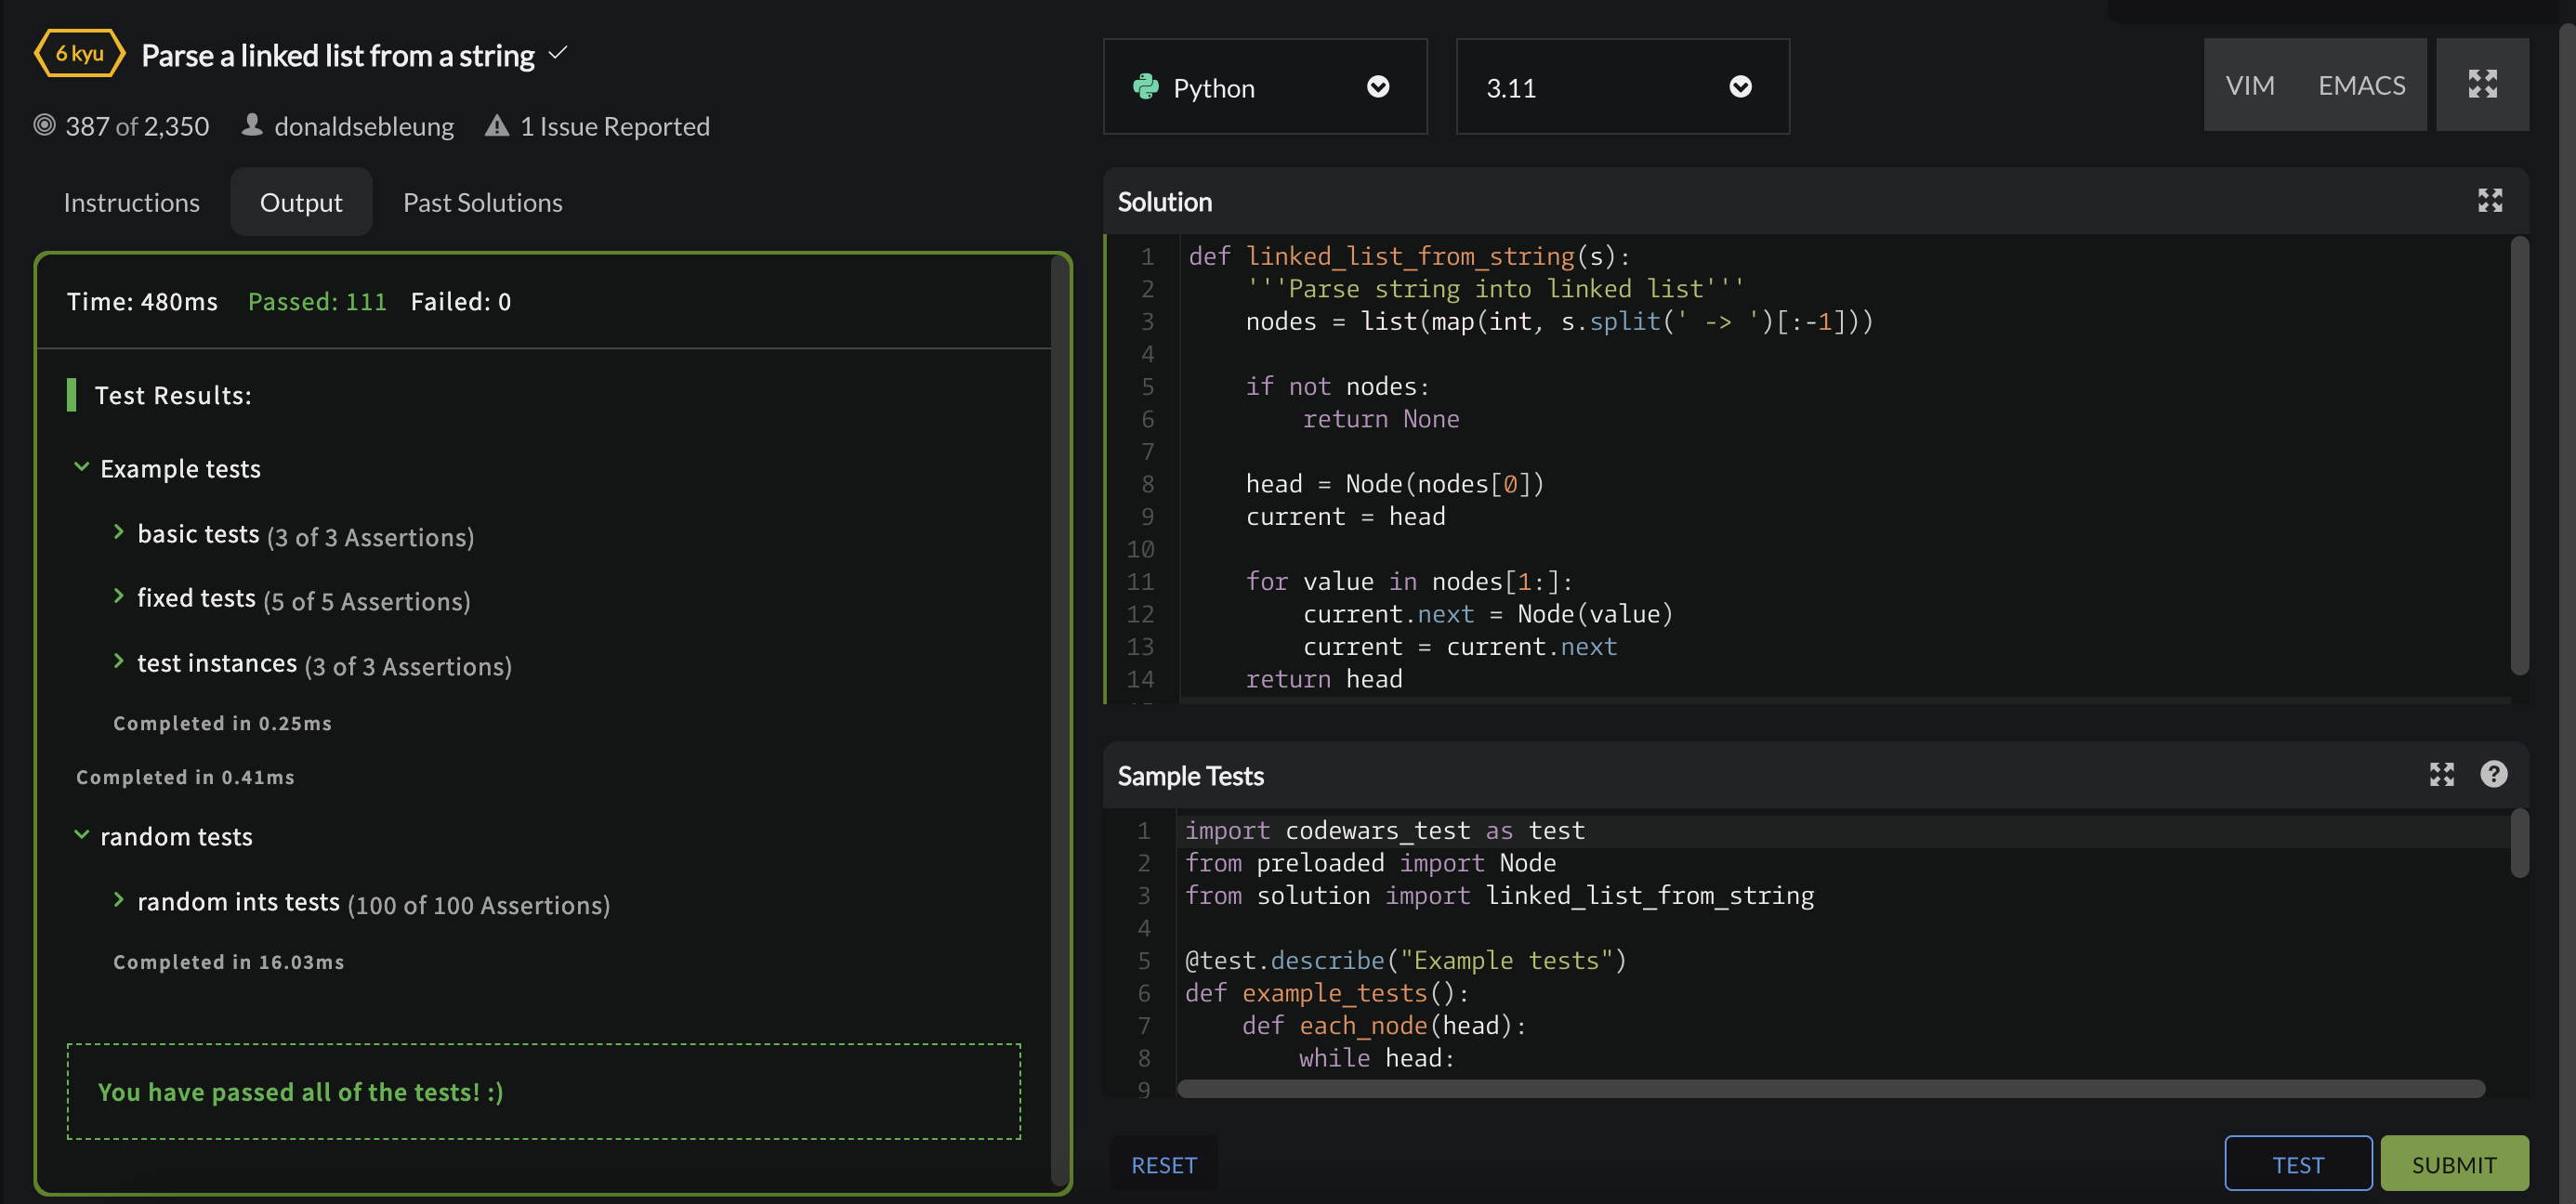 6 kyu
Parse a linked list from a string
387 of 2,350 donaldsebleung 1 Issue Reported
Instructions Output Past Solutions
Time: 480ms Passed: 111 Failed: 0
Test Results:
Example tests
basic tests (3 of 3 Assertions)
fixed tests (5 of 5 Assertions)
test instances (3 of 3 Assertions)
Completed in 0.25ms
Completed in 0.41ms
random tests
random ints tests (100 of 100 Assertions)
Completed in 16.03ms
You have passed all of the tests! :)
Python
3.11
VIM EMACS
Solution
1 def linked_list_from_string(s):
2     '''Parse string into linked list'''
3     nodes = list(map(int, s.split(' -> ')[:-1]))
4
5     if not nodes:
6         return None
7
8     head = Node(nodes[0])
9     current = head
10
11     for value in nodes[1:]:
12         current.next = Node(value)
13         current = current.next
14     return head
Sample Tests
?
1 import codewars_test as test
2 from preloaded import Node
3 from solution import linked_list_from_string
4
5 @test.describe("Example tests")
6 def example_tests():
7     def each_node(head):
8         while head:
9
RESET
TEST SUBMIT